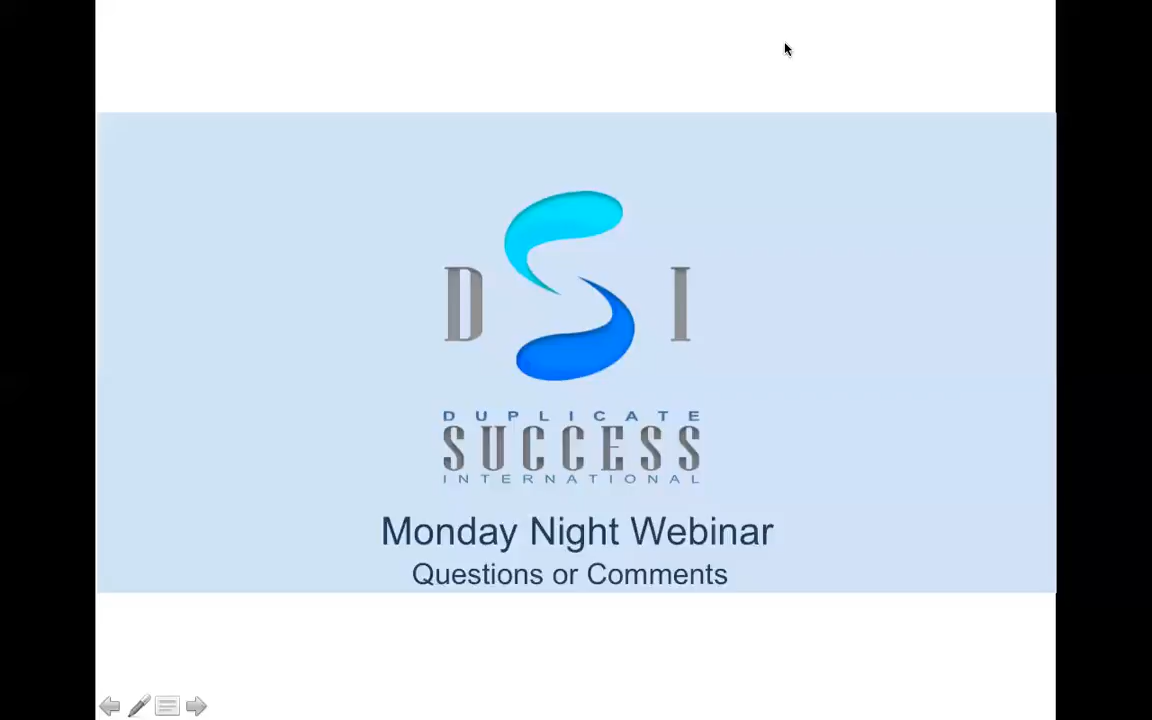 D S I
DUPLICATE
SUCCESS
INTERNATIONAL
Monday Night Webinar
Questions or Comments